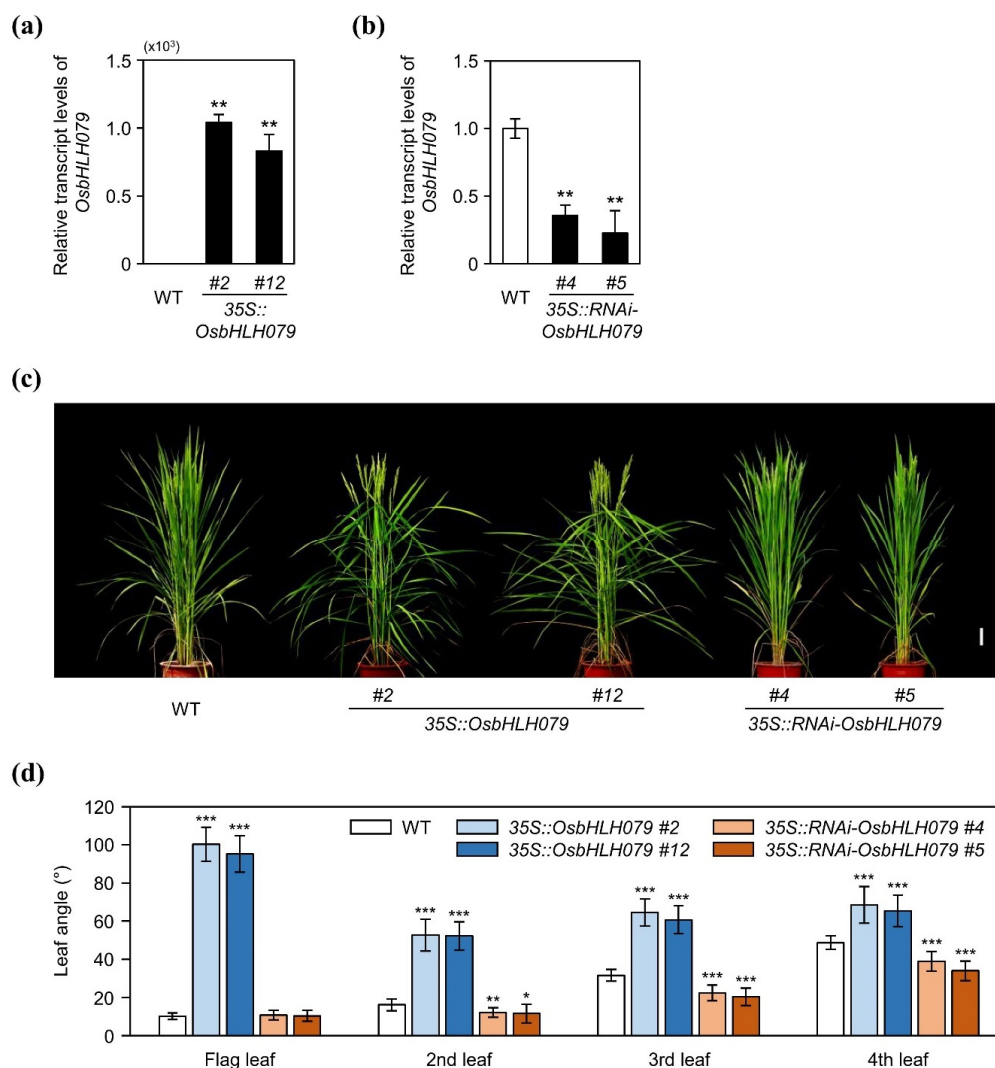 (a)
(x10³)
Relative transcript levels of
OsbHLH079
1.5
1.0
0.5
0
**
**
WT
#2 #12
35S::
OsbHLH079
(b)
Relative transcript levels of
OsbHLH079
1.5
1.0
0.5
0
**
**
WT
#4 #5
35S::RNAi-
OsbHLH079
(c)
WT
#2 #12
35S::OsbHLH079
#4 #5
35S::RNAi-OsbHLH079
(d)
Leaf angle (°)
120
100
80
60
40
20
0
WT
35S::OsbHLH079 #2
35S::OsbHLH079 #12
35S::RNAi-OsbHLH079 #4
35S::RNAi-OsbHLH079 #5
*** ***
*** *** ** *
*** *** *** ***
*** *** *** ***
Flag leaf 2nd leaf 3rd leaf 4th leaf